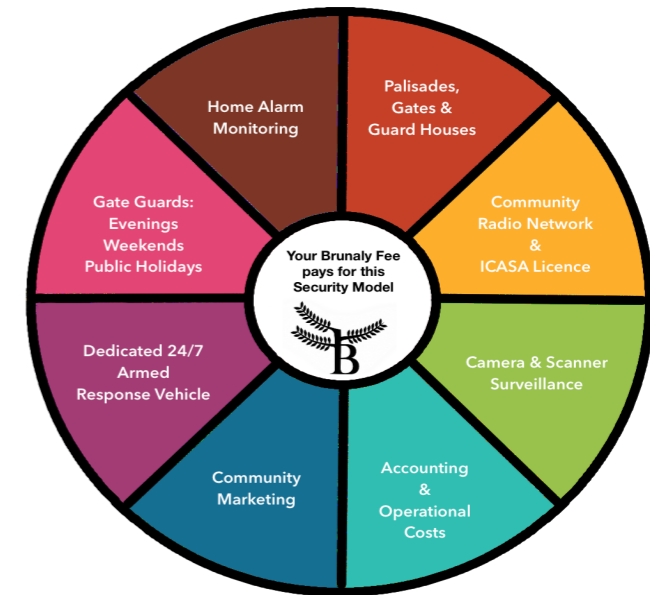 Home Alarm
Monitoring
Palisades,
Gates &
Guard Houses
Community
Radio Network
&
ICASA Licence
Camera & Scanner
Surveillance
Accounting
&
Operational
Costs
Community
Marketing
Dedicated 24/7
Armed
Response Vehicle
Gate Guards:
Evenings
Weekends
Public Holidays
Your Brunaly Fee
pays for this
Security Model
B